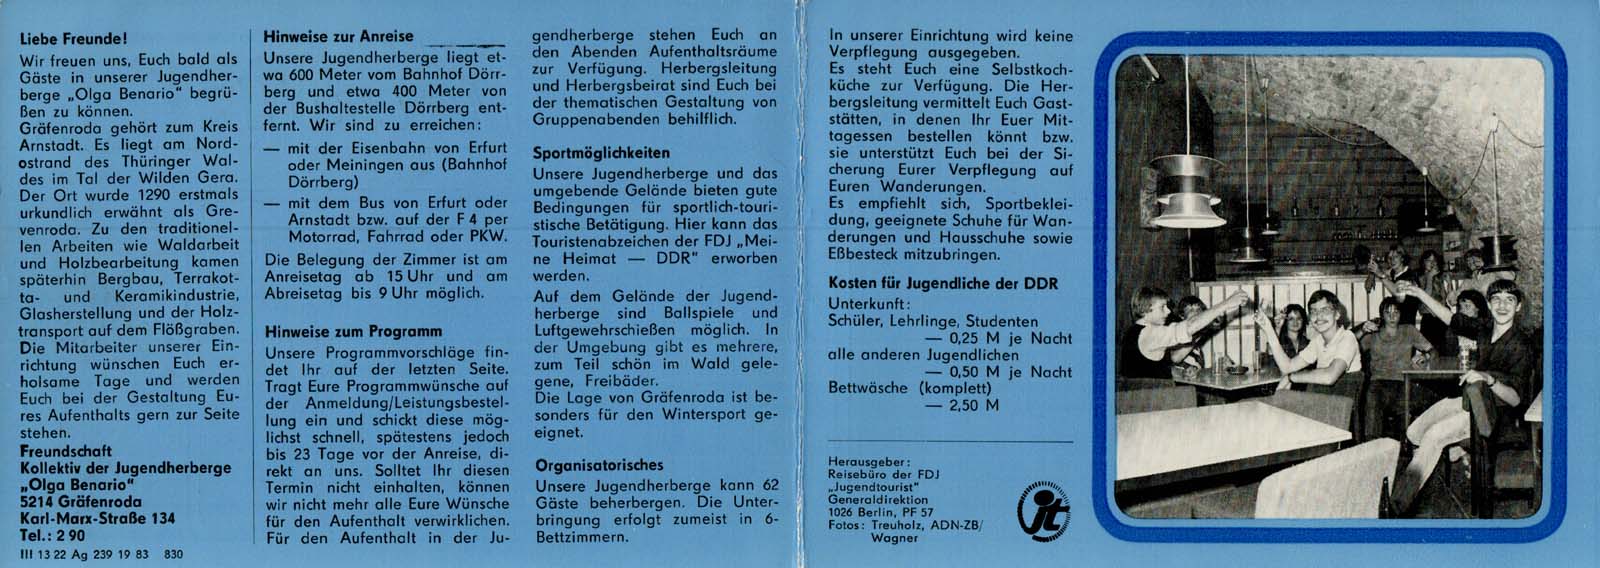 Liebe Freunde!
Wir freuen uns, Euch bald als
Gäste in unserer Jugendher-
berge „Olga Benario" begrü-
ßen zu können.
Gräfenroda gehört zum Kreis
Arnstadt. Es liegt am Nord-
ostrand des Thüringer Wal-
des im Tal der Wilden Gera.
Der Ort wurde 1290 erstmals
urkundlich erwähnt als Gre-
venroda. Zu den traditionel-
len Arbeiten wie Waldarbeit
und Holzbearbeitung kamen
späterhin Bergbau, Terrakot-
ta- und Keramikindustrie,
Glasherstellung und der Holz-
transport auf dem Flößgraben.
Die Mitarbeiter unserer Ein-
richtung wünschen Euch er-
holsame Tage und werden
Euch bei der Gestaltung Eu-
res Aufenthalts gern zur Seite
stehen.
Freundschaft
Kollektiv der Jugendherberge
„Olga Benario"
5214 Gräfenroda
Karl-Marx-Straße 134
Tel.: 2 90
III 13 22 Ag 239 19 83 830
Hinweise zur Anreise
Unsere Jugendherberge liegt et-
wa 600 Meter vom Bahnhof Dörr-
berg und etwa 400 Meter von
der Bushaltestelle Dörrberg ent-
fernt. Wir sind zu erreichen:
— mit der Eisenbahn von Erfurt
oder Meiningen aus (Bahnhof
Dörrberg)
— mit dem Bus von Erfurt oder
Arnstadt bzw. auf der F 4 per
Motorrad, Fahrrad oder PKW.
Die Belegung der Zimmer ist am
Anreisetag ab 15 Uhr und am
Abreisetag bis 9 Uhr möglich.
Hinweise zum Programm
Unsere Programmvorschläge fin-
det Ihr auf der letzten Seite.
Tragt Eure Programmwünsche auf
der Anmeldung/Leistungsbestel-
lung ein und schickt diese mög-
lichst schnell, spätestens jedoch
bis 23 Tage vor der Anreise, di-
rekt an uns. Solltet Ihr diesen
Termin nicht einhalten, können
wir nicht mehr alle Eure Wünsche
für den Aufenthalt verwirklichen.
Für den Aufenthalt in der Ju-
gendherberge stehen Euch an
den Abenden Aufenthaltsräume
zur Verfügung. Herbergsleitung
und Herbergsbeirat sind Euch bei
der thematischen Gestaltung von
Gruppenabenden behilflich.
Sportmöglichkeiten
Unsere Jugendherberge und das
umgebende Gelände bieten gute
Bedingungen für sportlich-touri-
stische Betätigung. Hier kann das
Touristenabzeichen der FDJ „Mei-
ne Heimat — DDR" erworben
werden.
Auf dem Gelände der Jugend-
herberge sind Ballspiele und
Luftgewehrschießen möglich. In
der Umgebung gibt es mehrere,
zum Teil schön im Wald gele-
gene, Freibäder.
Die Lage von Gräfenroda ist be-
sonders für den Wintersport ge-
eignet.
Organisatorisches
Unsere Jugendherberge kann 62
Gäste beherbergen. Die Unter-
bringung erfolgt zumeist in 6-
Bettzimmern.
In unserer Einrichtung wird keine
Verpflegung ausgegeben.
Es steht Euch eine Selbstkoch-
küche zur Verfügung. Die Her-
bergsleitung vermittelt Euch Gast-
stätten, in denen Ihr Euer Mit-
tagessen bestellen könnt bzw.
sie unterstützt Euch bei der Si-
cherung Eurer Verpflegung auf
Euren Wanderungen.
Es empfiehlt sich, Sportbeklei-
dung, geeignete Schuhe für Wan-
derungen und Hausschuhe sowie
Eßbesteck mitzubringen.
Kosten für Jugendliche der DDR
Unterkunft:
Schüler, Lehrlinge, Studenten
— 0,25 M je Nacht
alle anderen Jugendlichen
— 0,50 M je Nacht
Bettwäsche (komplett)
— 2,50 M
Herausgeber:
Reisebüro der FDJ
„Jugendtourist"
Generaldirektion
1026 Berlin, PF 57
Fotos: Treuholz, ADN-ZB/
Wagner
jt